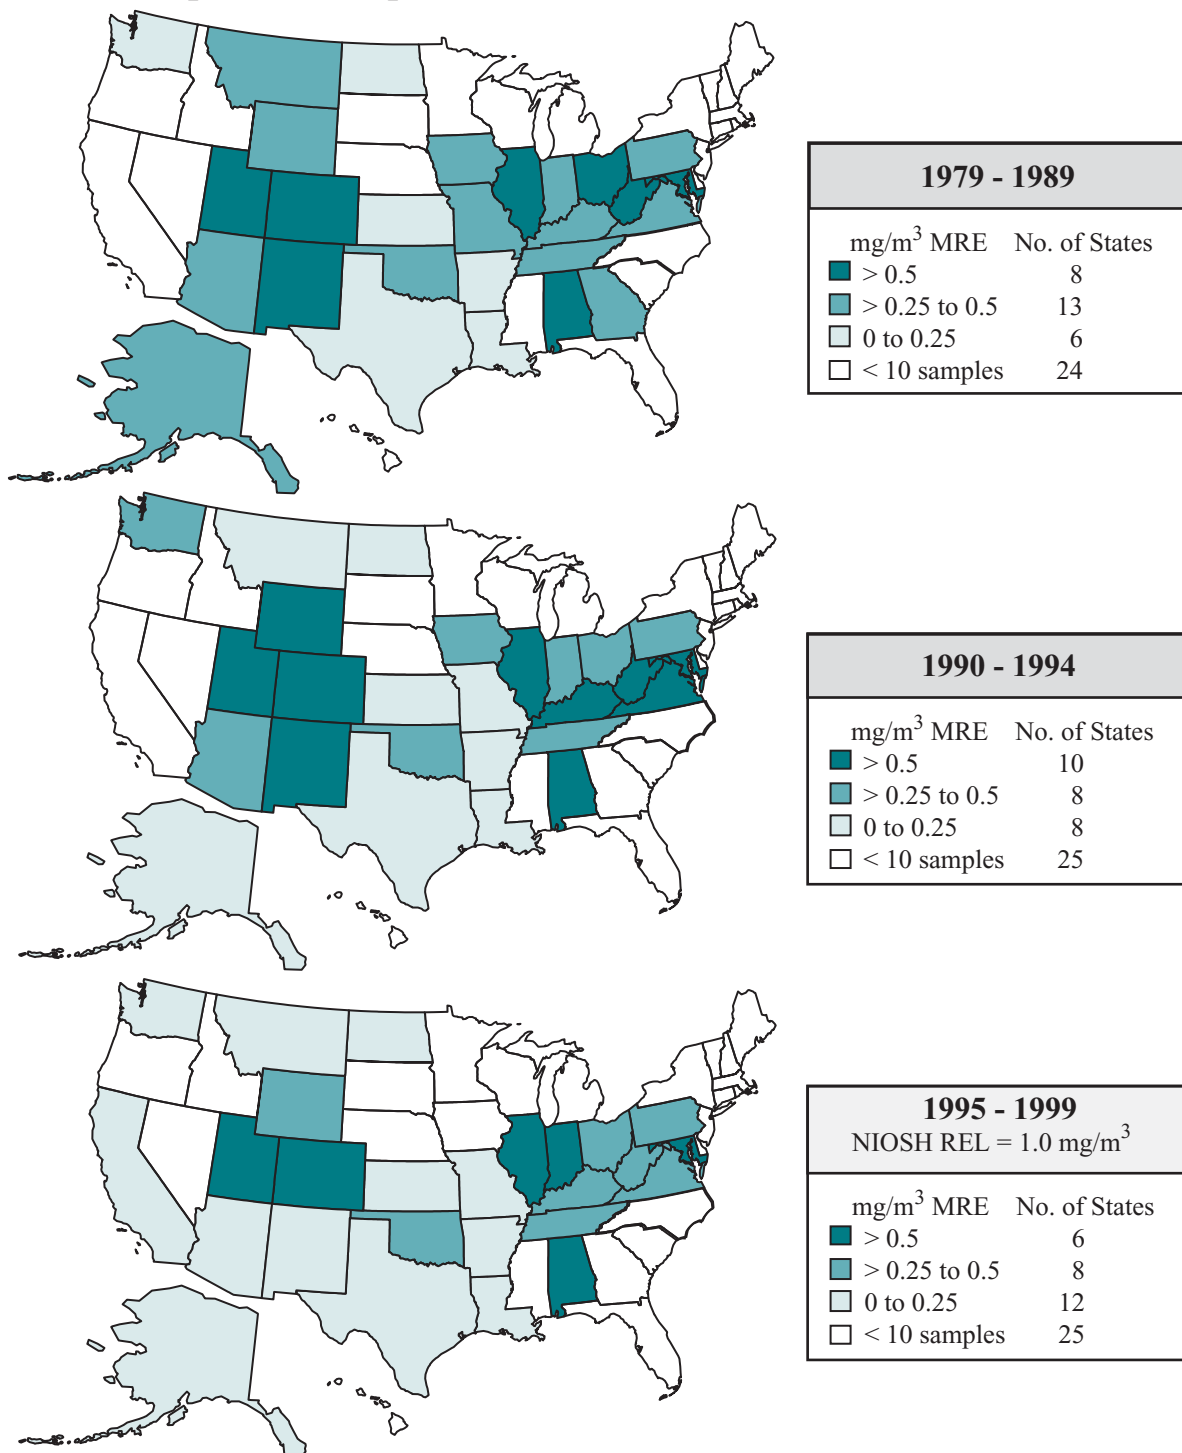 1979 - 1989
mg/m³ MRE No. of States
> 0.5 8
> 0.25 to 0.5 13
0 to 0.25 6
< 10 samples 24
1990 - 1994
mg/m³ MRE No. of States
> 0.5 10
> 0.25 to 0.5 8
0 to 0.25 8
< 10 samples 25
1995 - 1999
NIOSH REL = 1.0 mg/m³
mg/m³ MRE No. of States
> 0.5 6
> 0.25 to 0.5 8
0 to 0.25 12
< 10 samples 25